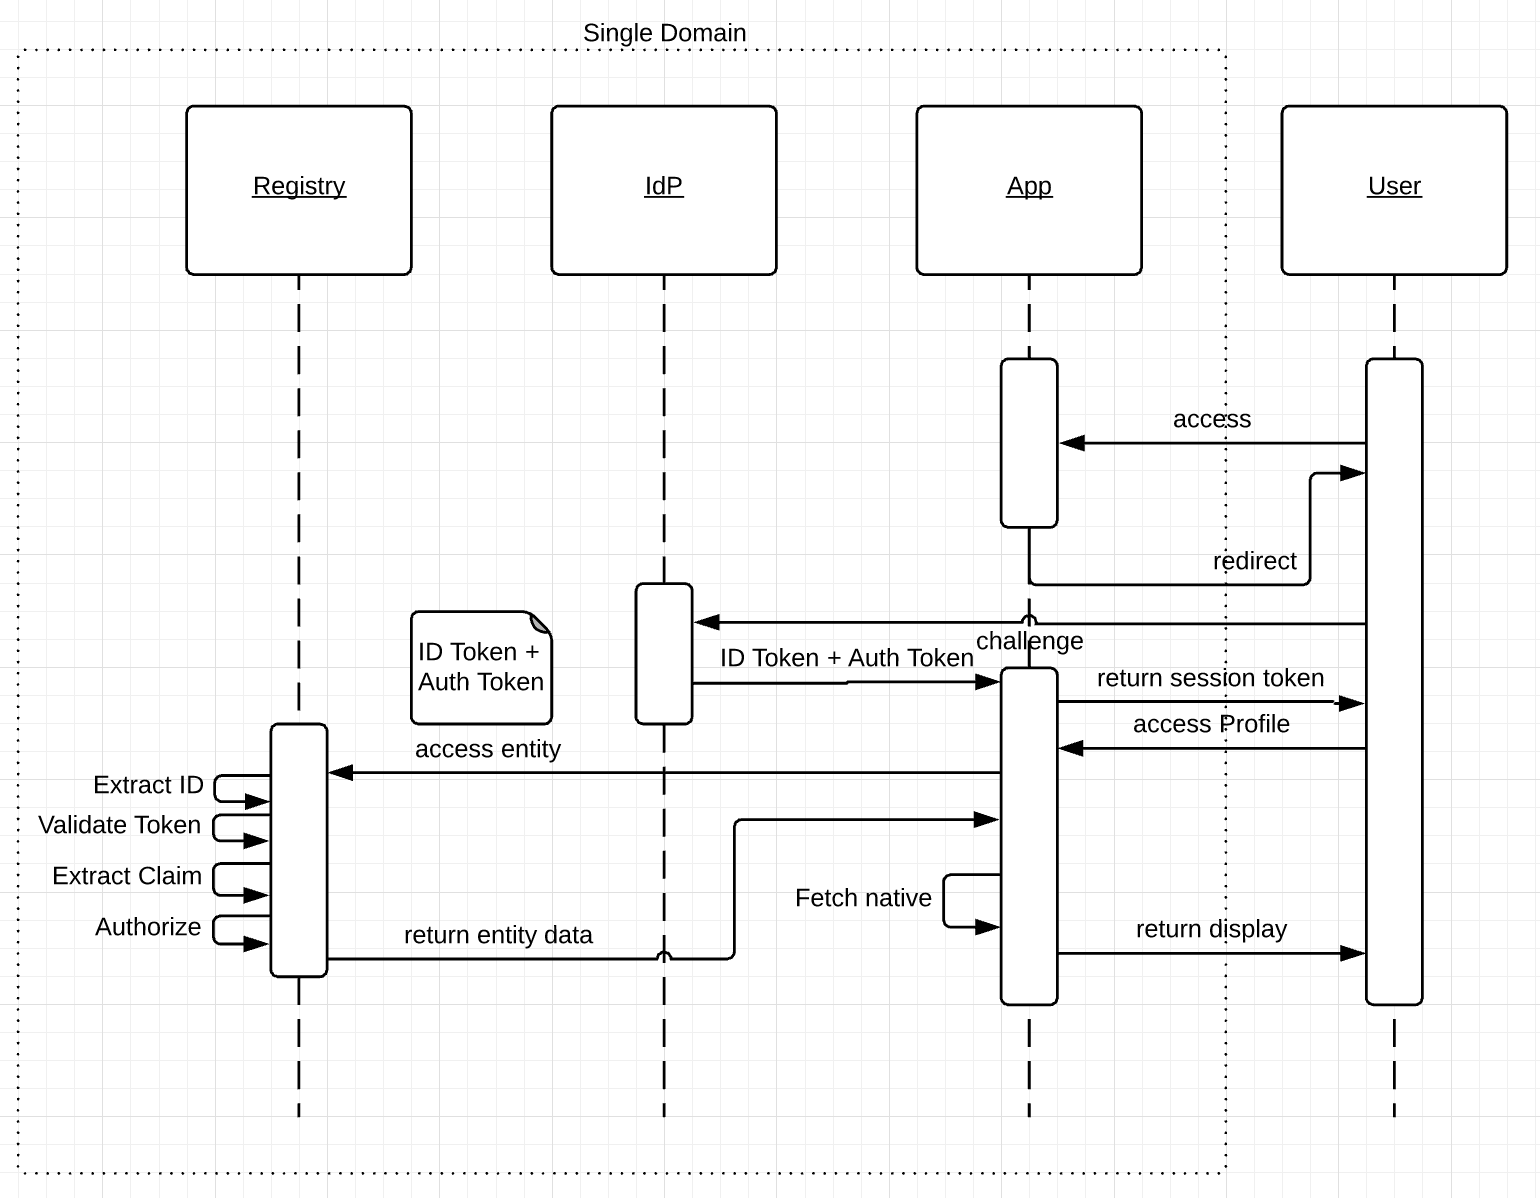 Single Domain
Registry
IdP
App
User
access
redirect
challenge
ID Token +
Auth Token
ID Token + Auth Token
return session token
access Profile
access entity
Extract ID
Validate Token
Extract Claim
Fetch native
Authorize
return entity data
return display